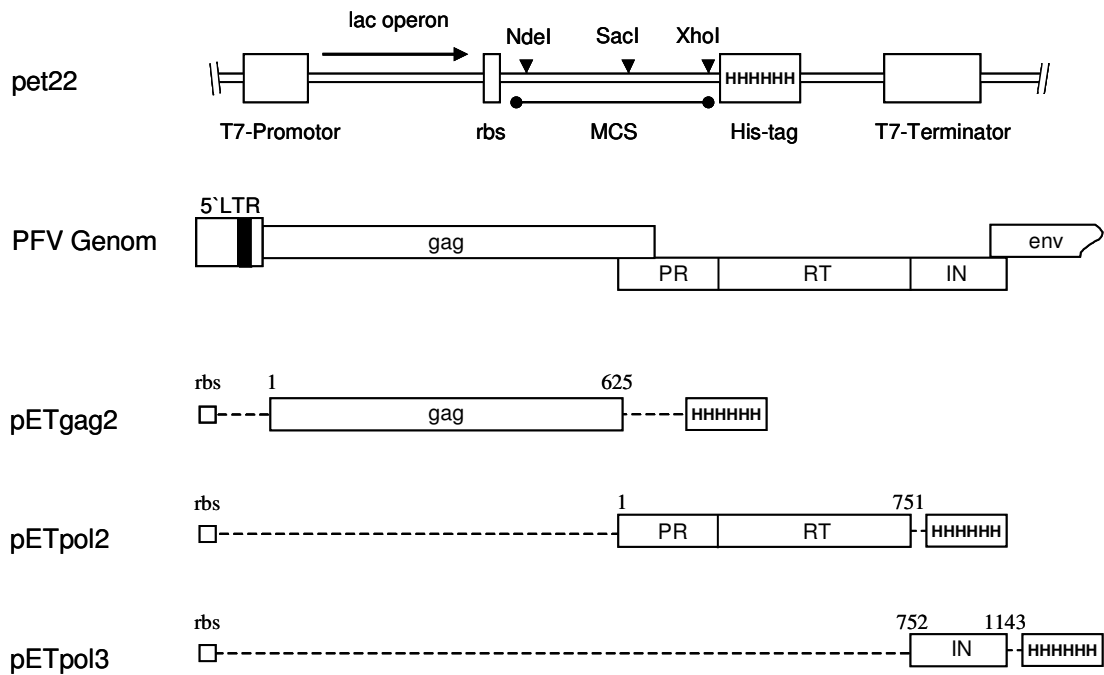 lac operon
NdeI SacI XhoI
pet22
HHHHHH
T7-Promotor rbs MCS His-tag T7-Terminator
5`LTR
PFV Genom
gag
env
PR RT IN
rbs 1 625
pETgag2
gag
HHHHHH
rbs 1 751
pETpol2
PR RT
HHHHHH
rbs 752 1143
pETpol3
IN
HHHHHH